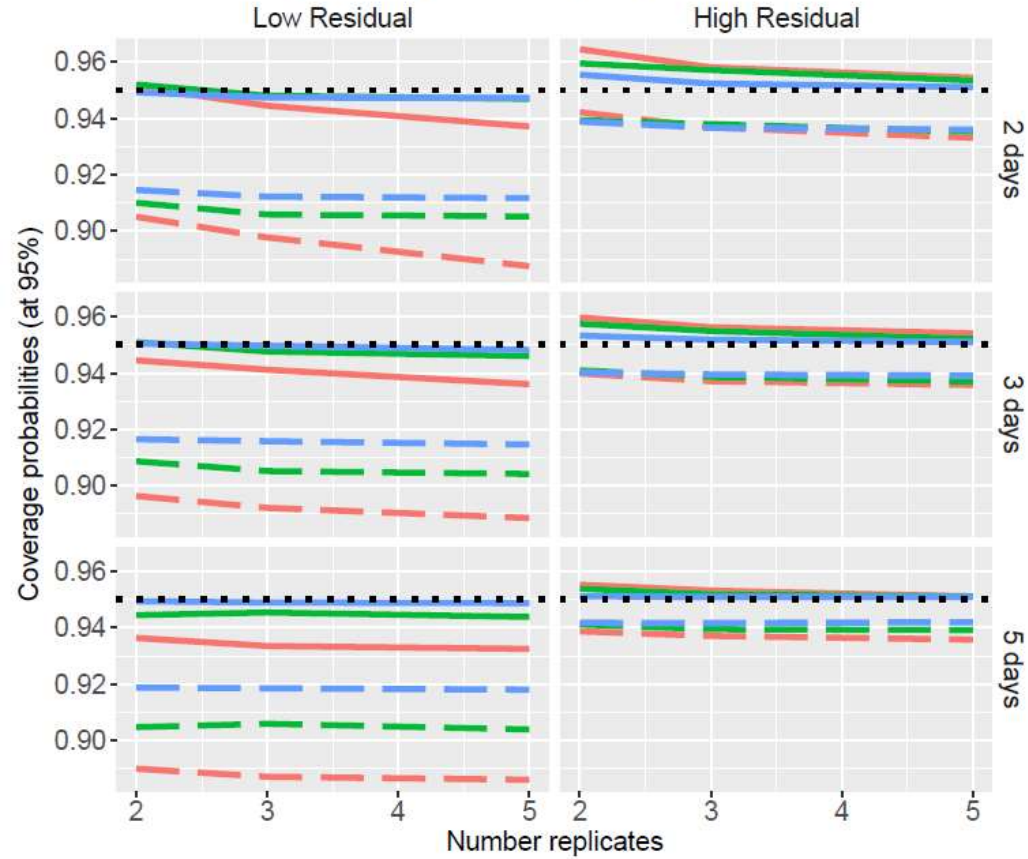 Low Residual
High Residual
Coverage probabilities (at 95%)
0.96
0.94
0.92
0.90
2 days
0.96
0.94
0.92
0.90
3 days
0.96
0.94
0.92
0.90
5 days
2 3 4 5
2 3 4 5
Number replicates